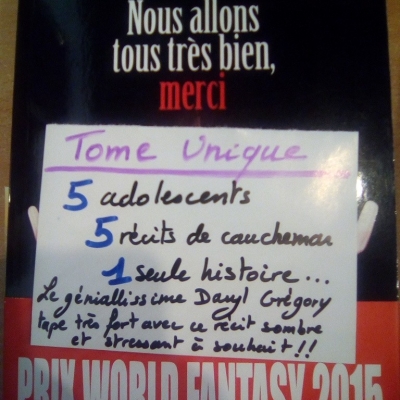 Nous allons
tous très bien,
merci
Tome Unique
5 adolescents
5 récits de cauchemar
1 seule histoire...
Le géniallissime Daryl Grégory
tape très fort avec ce récit sombre
et stressant à souhait !!
PRIX WORLD FANTASY 2015